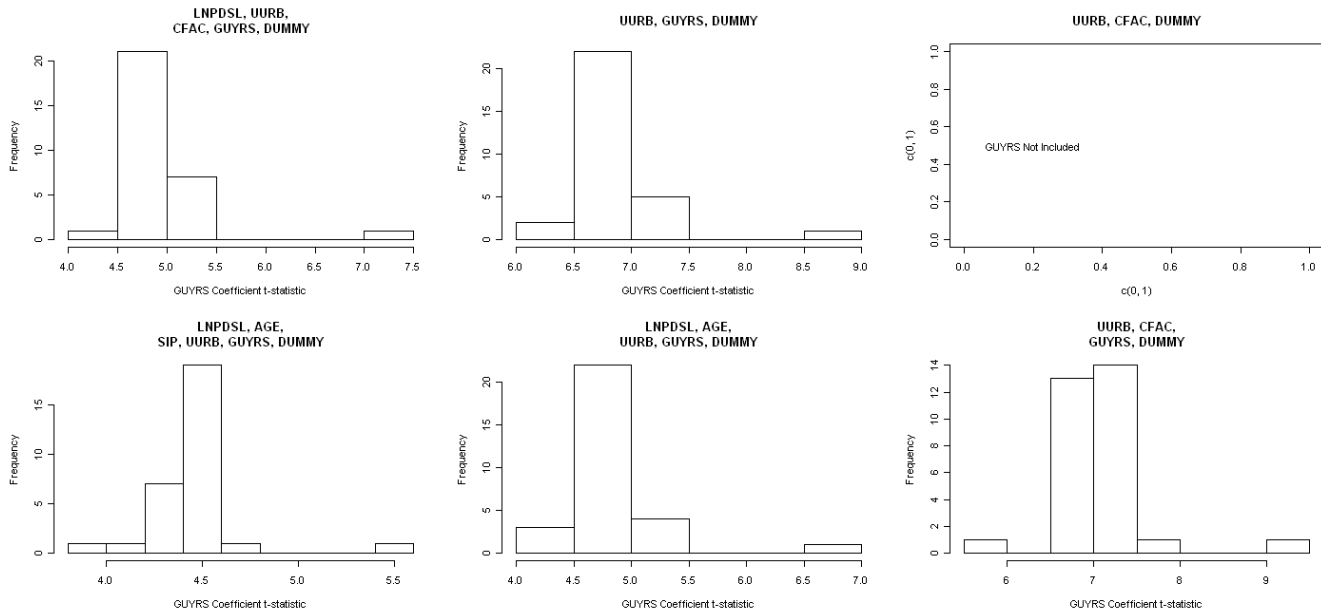 LNPDSL, UURB,
CFAC, GUYRS, DUMMY
Frequency
0 5 10 15 20
4.0 4.5 5.0 5.5 6.0 6.5 7.0 7.5
GUYRS Coefficient t-statistic
UURB, GUYRS, DUMMY
Frequency
0 5 10 15 20
6.0 6.5 7.0 7.5 8.0 8.5 9.0
GUYRS Coefficient t-statistic
UURB, CFAC, DUMMY
c(0, 1)
0.0 0.2 0.4 0.6 0.8 1.0
GUYRS Not Included
0.0 0.2 0.4 0.6 0.8 1.0
c(0, 1)
LNPDSL, AGE,
SIP, UURB, GUYRS, DUMMY
Frequency
0 5 10 15
4.0 4.5 5.0 5.5
GUYRS Coefficient t-statistic
LNPDSL, AGE,
UURB, GUYRS, DUMMY
Frequency
0 5 10 15 20
4.0 4.5 5.0 5.5 6.0 6.5 7.0
GUYRS Coefficient t-statistic
UURB, CFAC,
GUYRS, DUMMY
Frequency
0 2 4 6 8 10 12 14
6 7 8 9
GUYRS Coefficient t-statistic